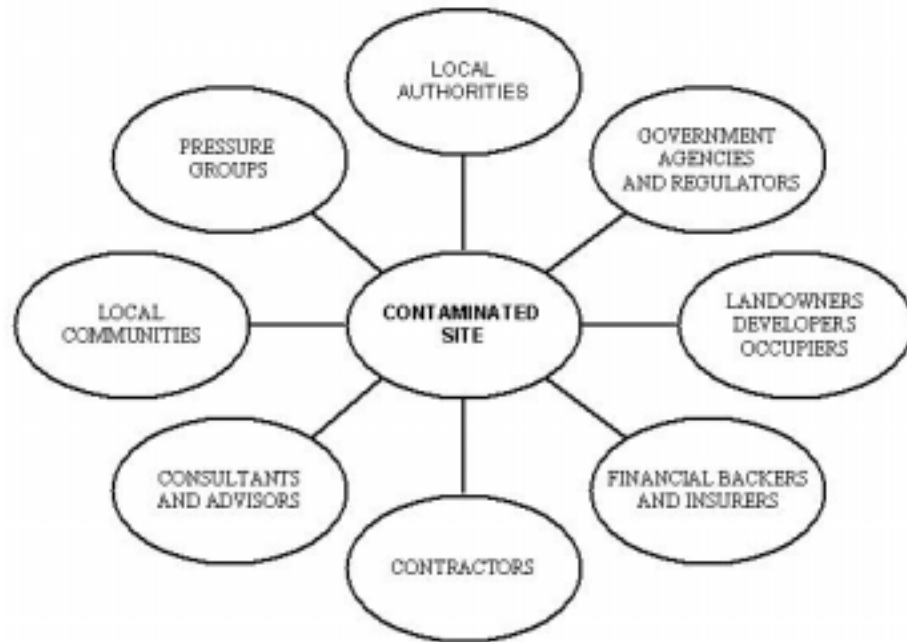 LOCAL
AUTHORITIES
PRESSURE
GROUPS
GOVERNMENT
AGENCIES
AND REGULATORS
LOCAL
COMMUNITIES
CONTAMINATED
SITE
LANDOWNERS
DEVELOPERS
OCCUPIERS
CONSULTANTS
AND ADVISORS
FINANCIAL BACKERS
AND INSURERS
CONTRACTORS